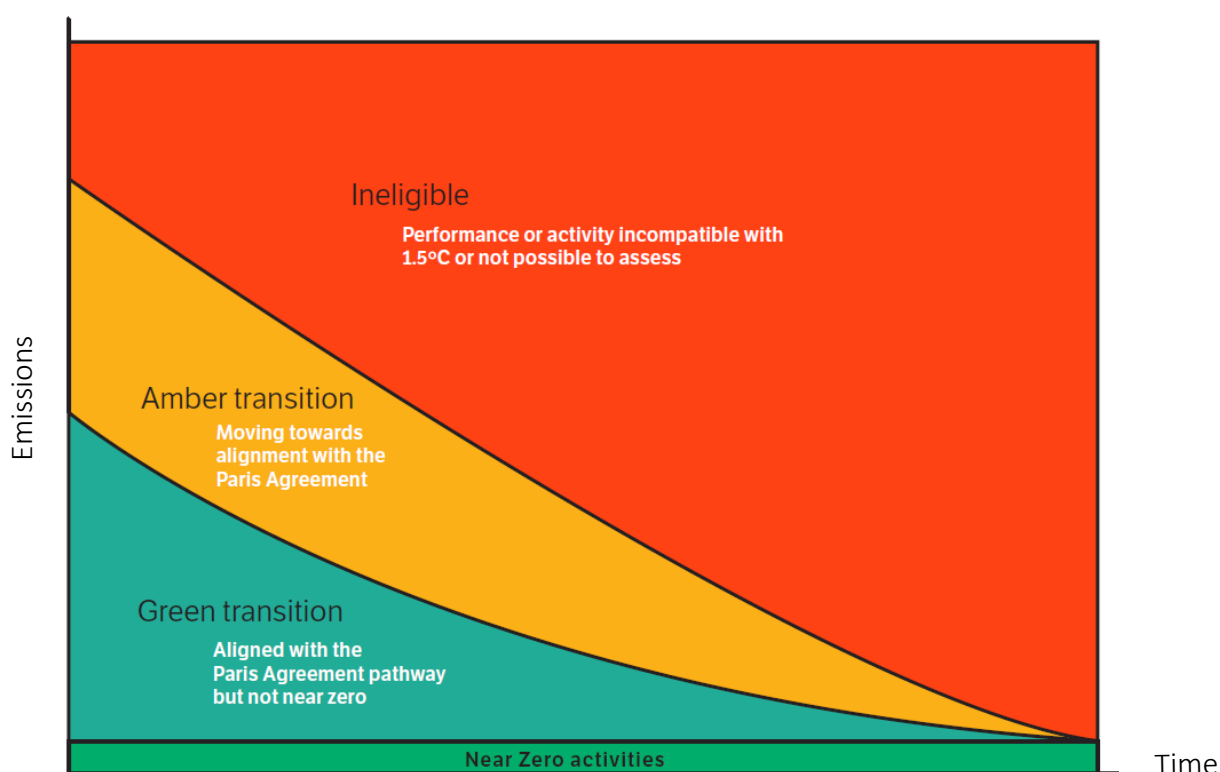 Ineligible
Performance or activity incompatible with
1.5ºC or not possible to assess
Emissions
Amber transition
Moving towards
alignment with the
Paris Agreement
Green transition
Aligned with the
Paris Agreement pathway
but not near zero
Near Zero activities
Time